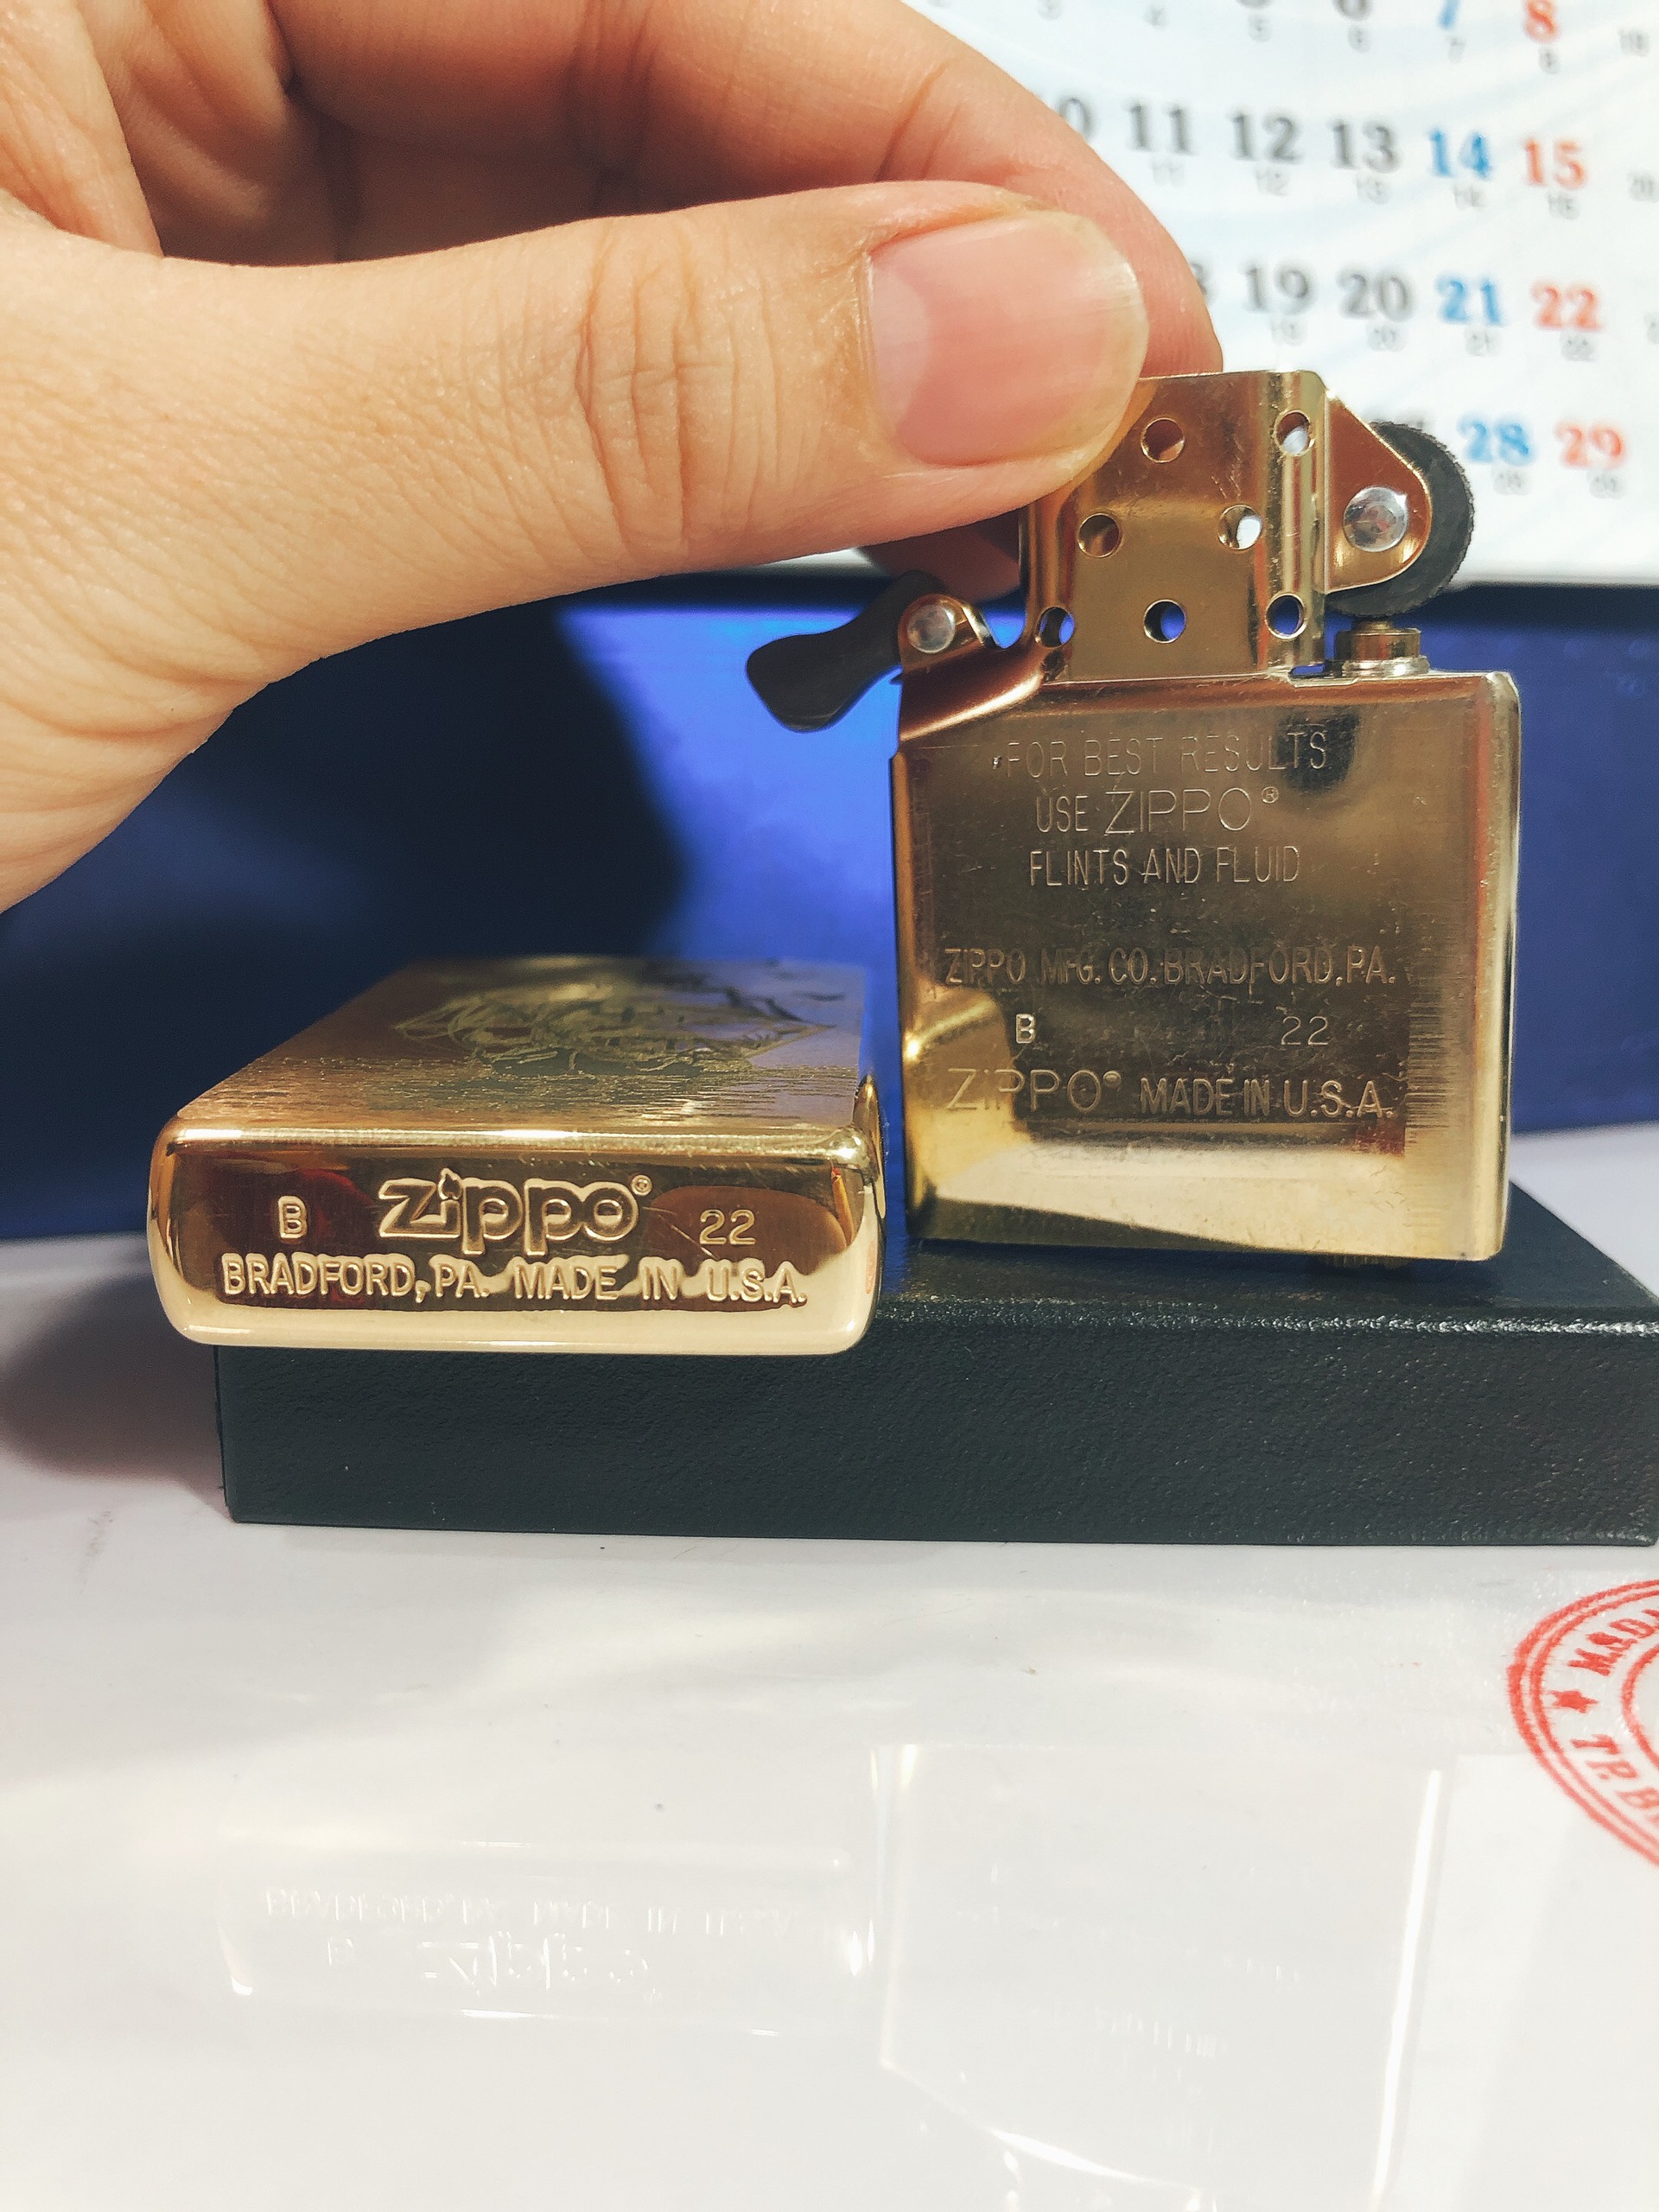 7 8
11 12 13 14 15
19 20 21 22
28 29
FOR BEST RESULTS
USE ZIPPO®
FLINTS AND FLUID
ZIPPO MFG. CO. BRADFORD, PA.
B 22
ZIPPO® MADE IN U.S.A.
B zippo® 22
BRADFORD, PA. MADE IN U.S.A.